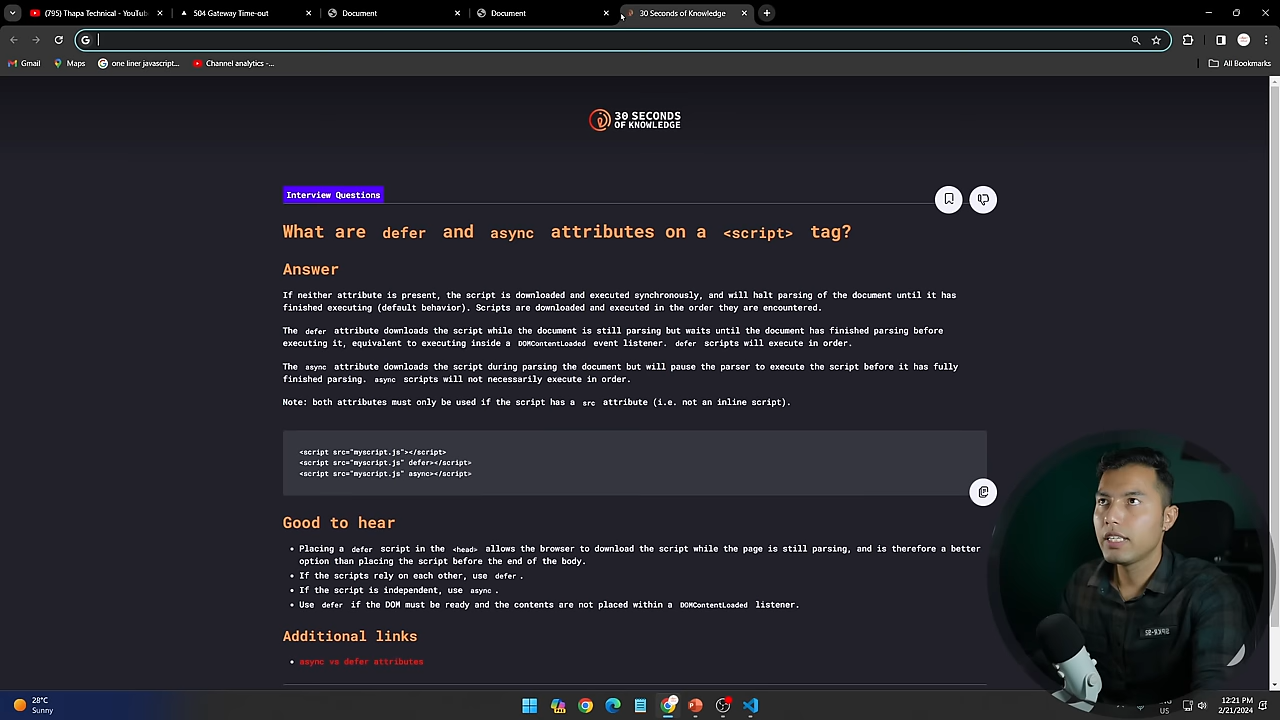 (795) Thapa Technical - YouTub
504 Gateway Time-out
Document
Document
30 Seconds of Knowledge
Gmail
Maps
one liner javascript...
Channel analytics -...
All Bookmarks
30 SECONDS
OF KNOWLEDGE
Interview Questions
What are defer and async attributes on a <script> tag?
Answer
If neither attribute is present, the script is downloaded and executed synchronously, and will halt parsing of the document until it has
finished executing (default behavior). Scripts are downloaded and executed in the order they are encountered.
The defer attribute downloads the script while the document is still parsing but waits until the document has finished parsing before
executing it, equivalent to executing inside a DOMContentLoaded event listener. defer scripts will execute in order.
The async attribute downloads the script during parsing the document but will pause the parser to execute the script before it has fully
finished parsing. async scripts will not necessarily execute in order.
Note: both attributes must only be used if the script has a src attribute (i.e. not an inline script).
<script src="myscript.js"></script>
<script src="myscript.js" defer></script>
<script src="myscript.js" async></script>
Good to hear
• Placing a defer script in the <head> allows the browser to download the script while the page is still parsing, and is therefore a better
option than placing the script before the end of the body.
• If the scripts rely on each other, use defer.
• If the script is independent, use async.
• Use defer if the DOM must be ready and the contents are not placed within a DOMContentLoaded listener.
Additional links
• async vs defer attributes
28°C
Sunny
US
12:21 PM
2/21/2024